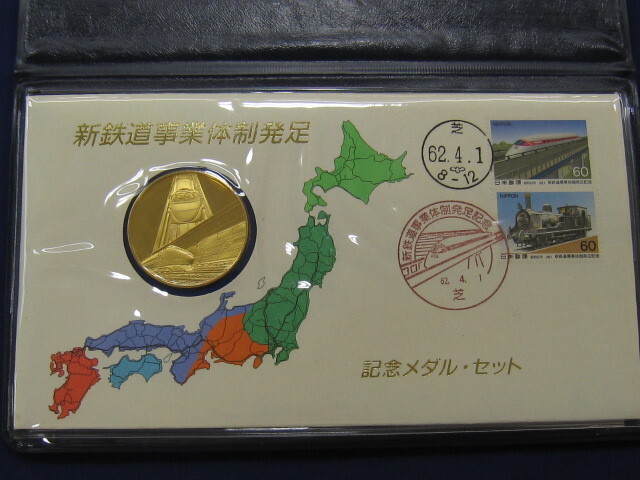 新鉄道事業体制発足
芝
62.4.1
8-12
NIPPON
60
日本郵便
新鉄道事業体制発足記念
62. 4. 1
芝
NIPPON
60
日本郵便
記念メダル・セット